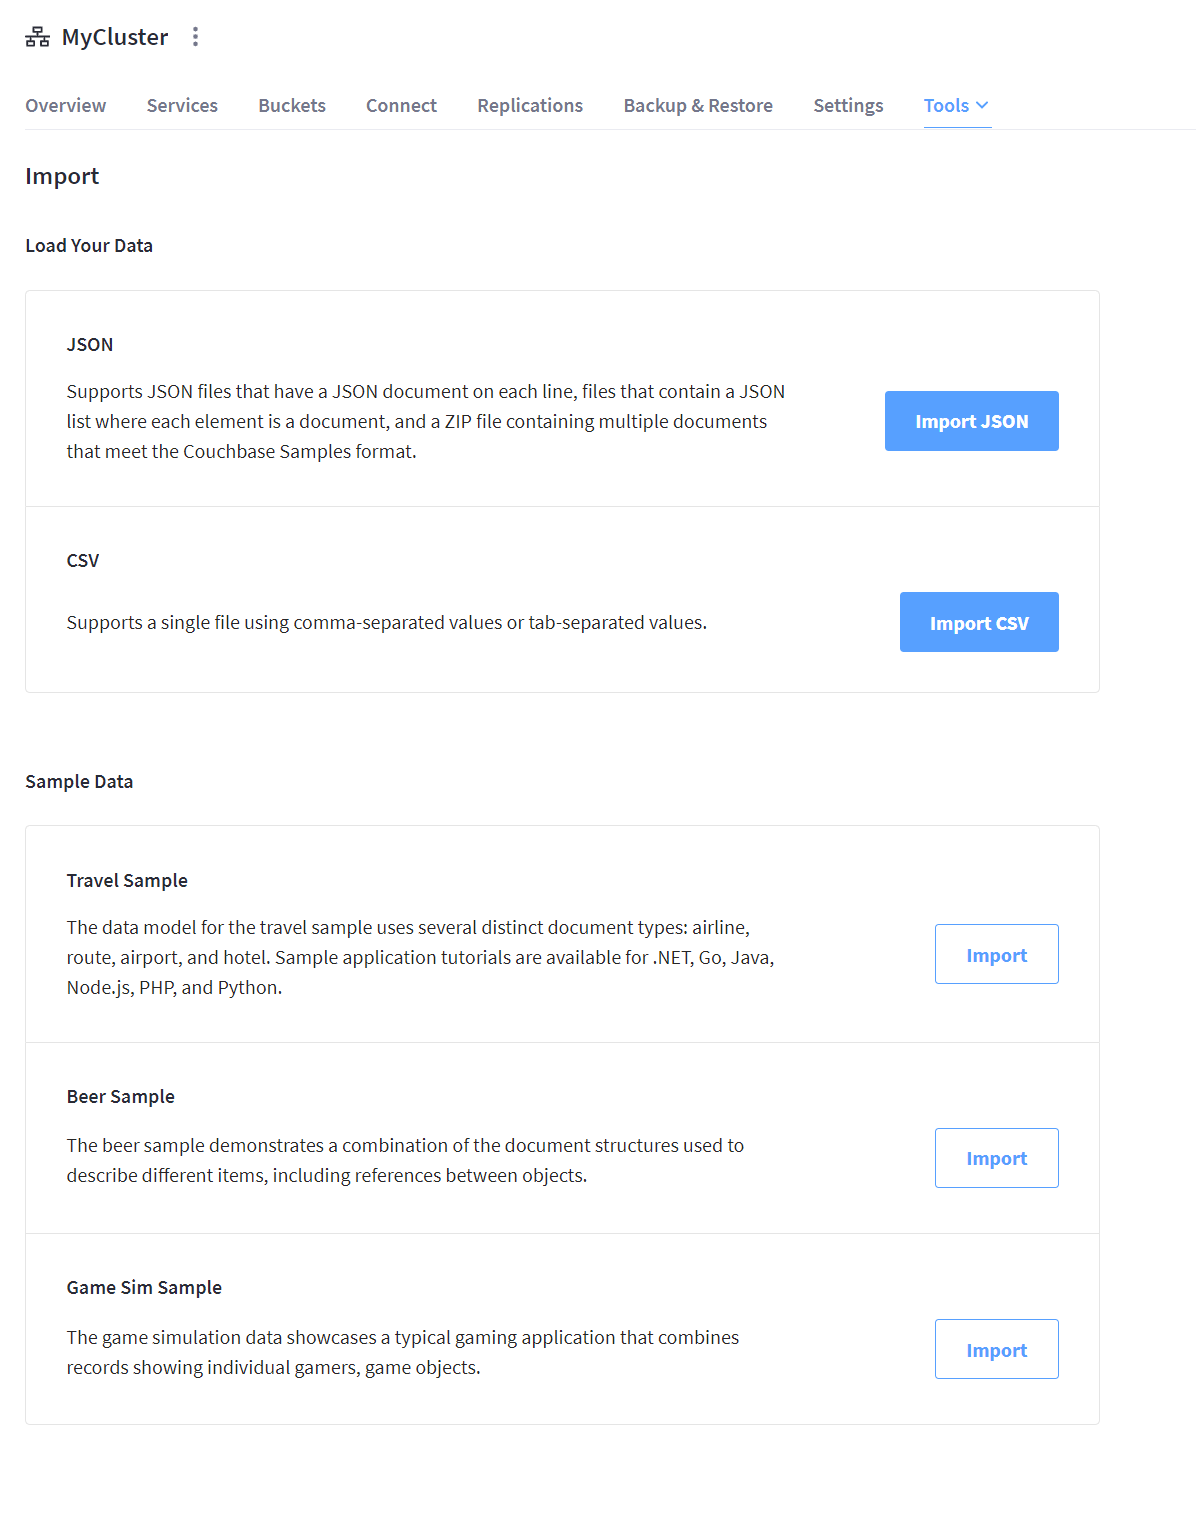 MyCluster
Overview Services Buckets Connect Replications Backup & Restore Settings Tools
Import
Load Your Data
JSON
Supports JSON files that have a JSON document on each line, files that contain a JSON
list where each element is a document, and a ZIP file containing multiple documents
that meet the Couchbase Samples format.
Import JSON
CSV
Supports a single file using comma-separated values or tab-separated values.
Import CSV
Sample Data
Travel Sample
The data model for the travel sample uses several distinct document types: airline,
route, airport, and hotel. Sample application tutorials are available for .NET, Go, Java,
Node.js, PHP, and Python.
Import
Beer Sample
The beer sample demonstrates a combination of the document structures used to
describe different items, including references between objects.
Import
Game Sim Sample
The game simulation data showcases a typical gaming application that combines
records showing individual gamers, game objects.
Import